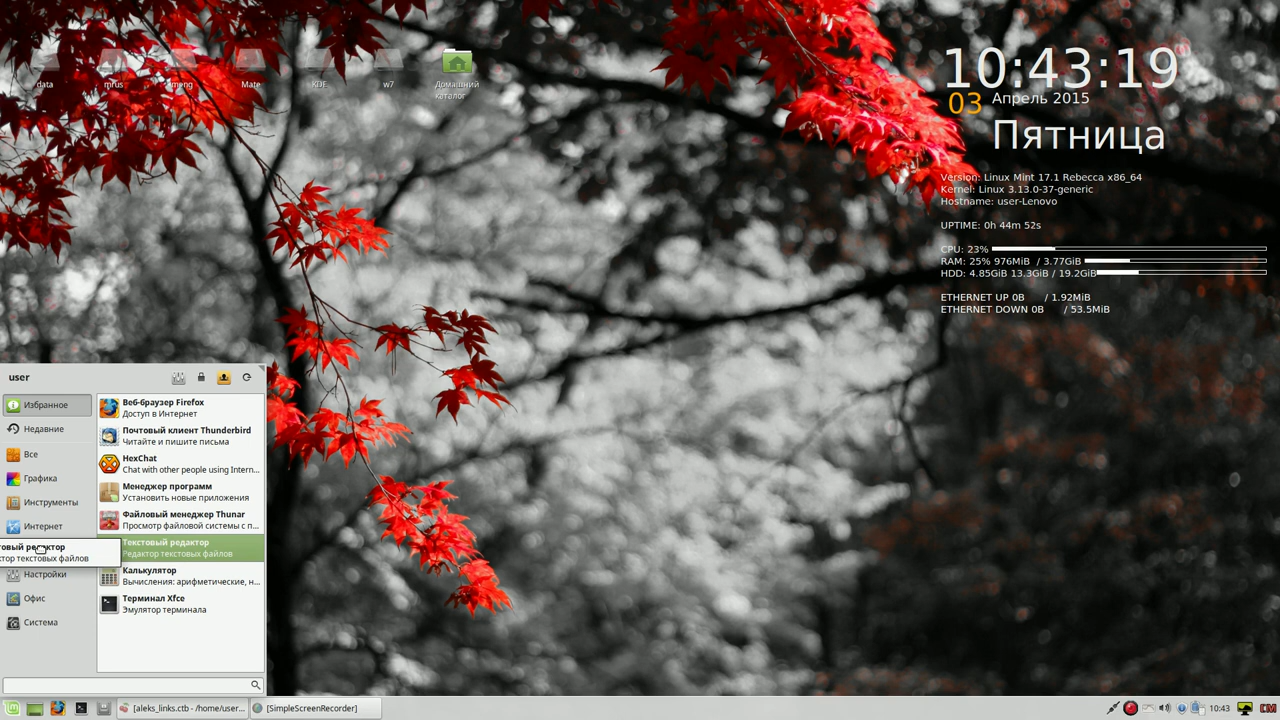 data
mrus
mong
Mate
KDE
w7
Домашний
каталог
10:43:19
03 Апрель 2015
Пятница
Version: Linux Mint 17.1 Rebecca x86_64
Kernel: Linux 3.13.0-37-generic
Hostname: user-Lenovo
UPTIME: 0h 44m 52s
CPU: 23%
RAM: 25% 976MiB / 3.77GiB
HDD: 4.85GiB 13.3GiB / 19.2GiB
ETHERNET UP 0B / 1.92MiB
ETHERNET DOWN 0B / 53.5MiB
user
Избранное
Недавние
Все
Графика
Инструменты
Интернет
Настройки
Офис
Система
Веб-браузер Firefox
Доступ в Интернет
Почтовый клиент Thunderbird
Читайте и пишите письма
HexChat
Chat with other people using Intern...
Менеджер программ
Установить новые приложения
Файловый менеджер Thunar
Просмотр файловой системы с п...
Текстовый редактор
Редактор текстовых файлов
Калькулятор
Вычисления: арифметические, н...
Терминал Xfce
Эмулятор терминала
текстовых файлов
[aleks_links.ctb - /home/user...
[SimpleScreenRecorder]
10:43